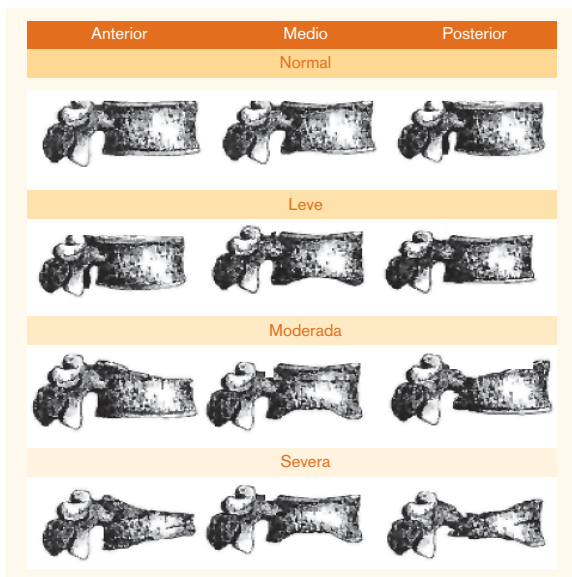 Anterior Medio Posterior
Normal
Leve
Moderada
Severa